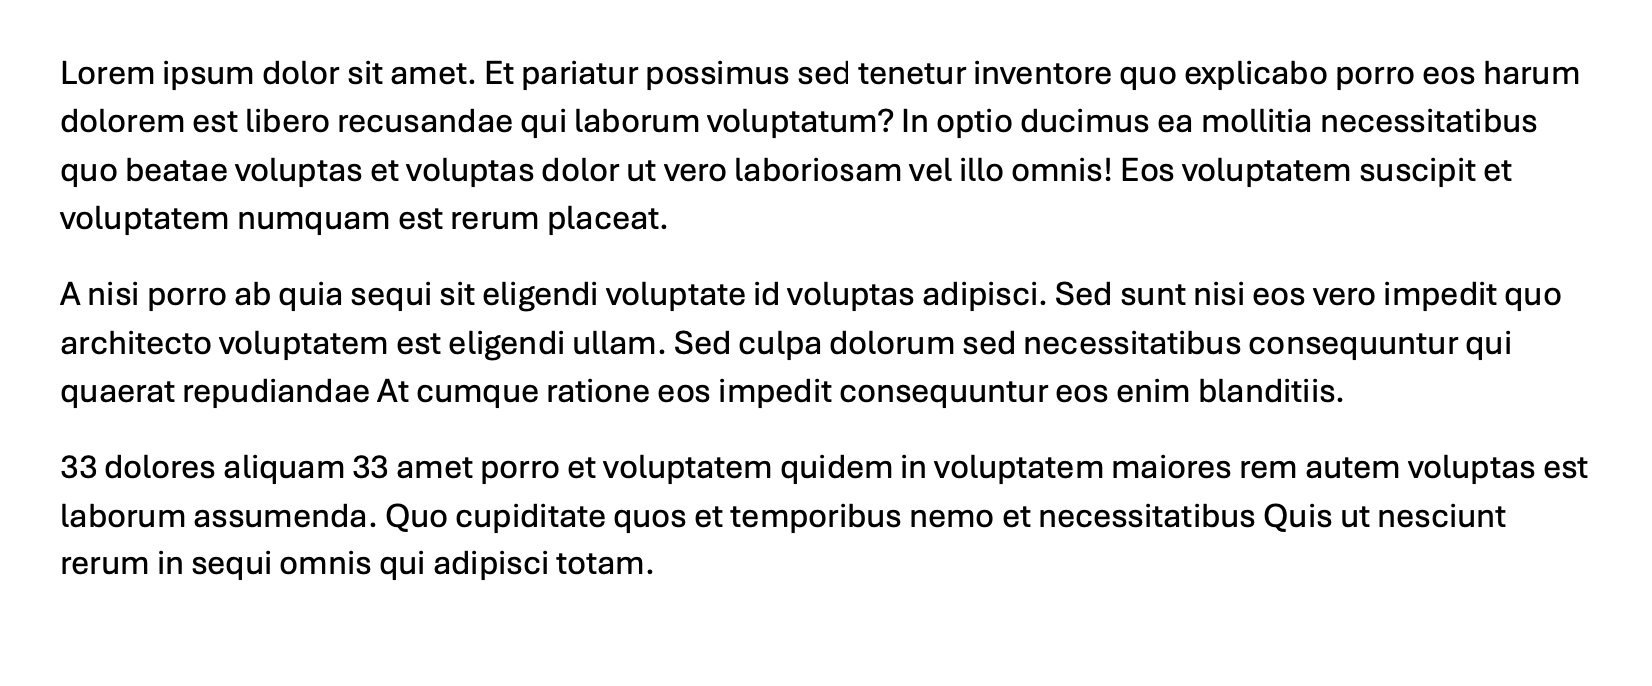 Lorem ipsum dolor sit amet. Et pariatur possimus sed tenetur inventore quo explicabo porro eos harum
dolorem est libero recusandae qui laborum voluptatum? In optio ducimus ea mollitia necessitatibus
quo beatae voluptas et voluptas dolor ut vero laboriosam vel illo omnis! Eos voluptatem suscipit et
voluptatem numquam est rerum placeat.
A nisi porro ab quia sequi sit eligendi voluptate id voluptas adipisci. Sed sunt nisi eos vero impedit quo
architecto voluptatem est eligendi ullam. Sed culpa dolorum sed necessitatibus consequuntur qui
quaerat repudiandae At cumque ratione eos impedit consequuntur eos enim blanditiis.
33 dolores aliquam 33 amet porro et voluptatem quidem in voluptatem maiores rem autem voluptas est
laborum assumenda. Quo cupiditate quos et temporibus nemo et necessitatibus Quis ut nesciunt
rerum in sequi omnis qui adipisci totam.